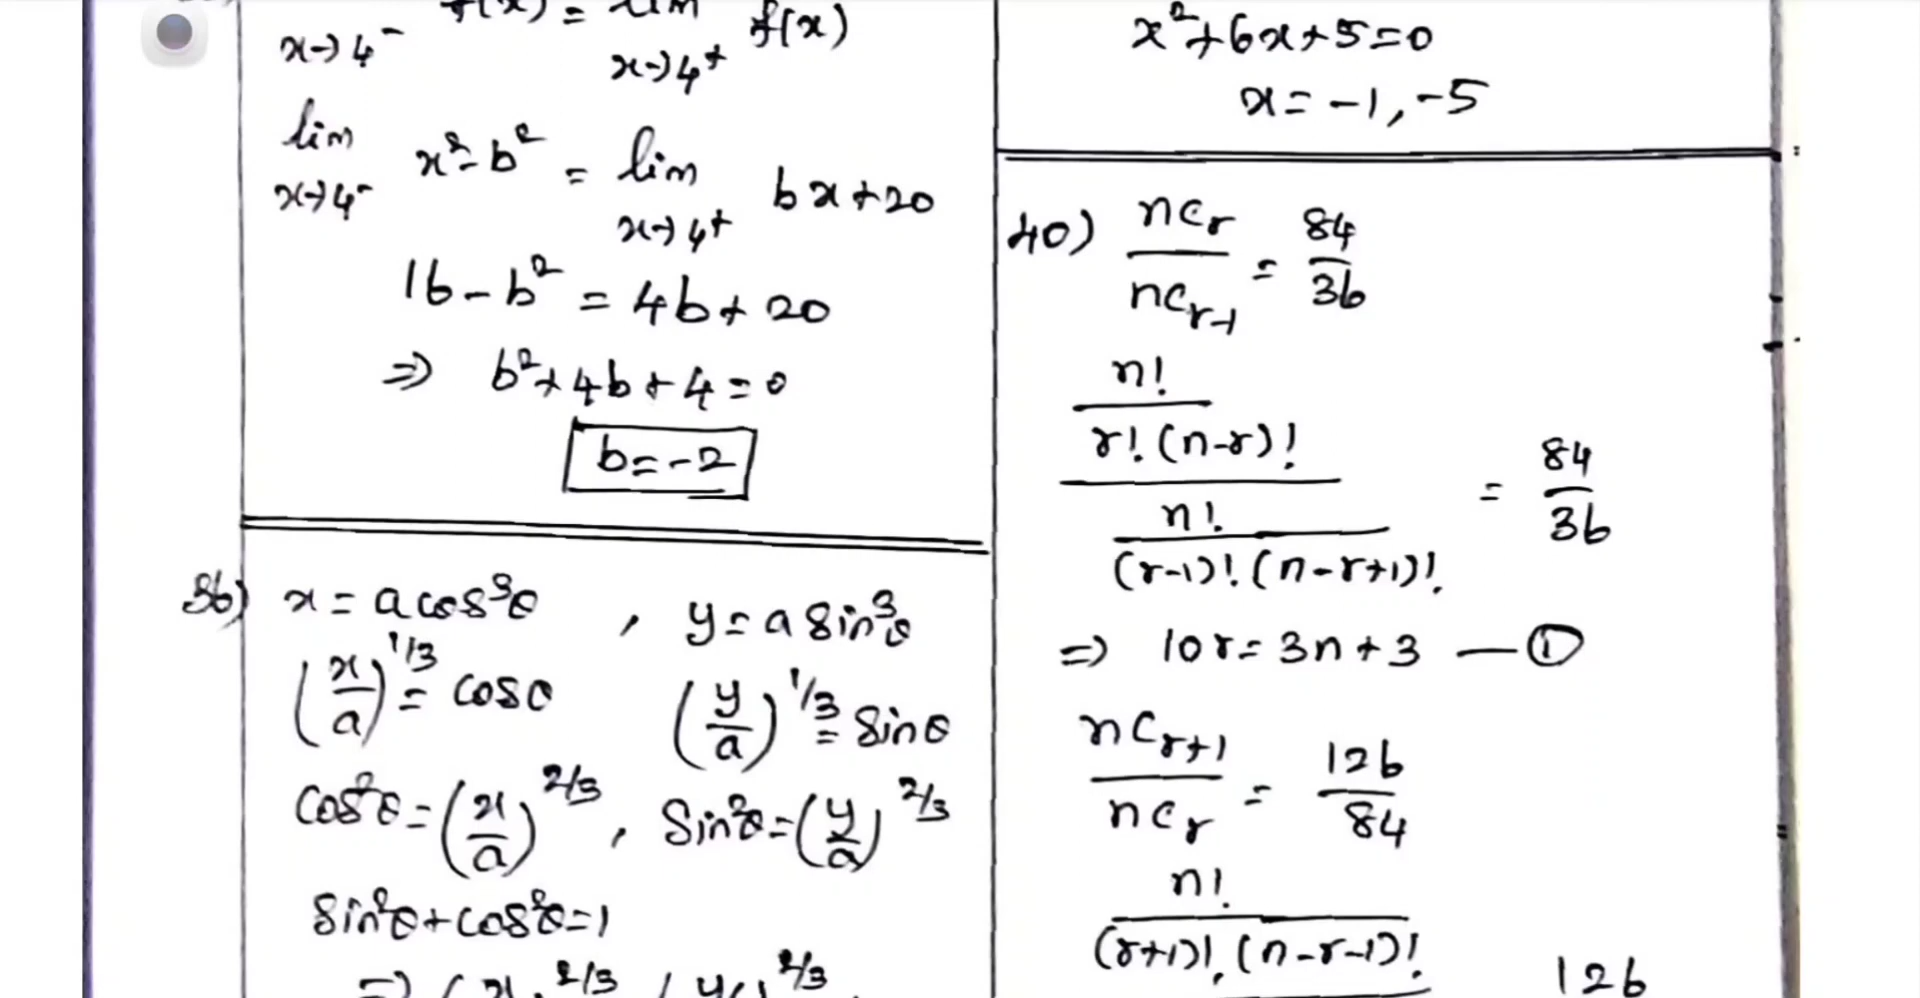 x→4⁻ f(x) = lim x→4⁺ f(x)
lim x→4⁻ x² - b² = lim x→4⁺ bx+20
16 - b² = 4b + 20
⇒ b² + 4b + 4 = 0
b = -2
36) x = a cos³θ , y = a sin³θ
(x/a)^1/3 = cosθ (y/a)^1/3 = sinθ
cos²θ = (x/a)^2/3 , sin²θ = (y/a)^2/3
sin²θ + cos²θ = 1
x² + 6x + 5 = 0
x = -1, -5
40) nCr / nCr-1 = 84/36
n! / r!(n-r)!
n! / (r-1)!(n-r+1)! = 84/36
⇒ 10r = 3n + 3 — ①
nCr+1 / nCr = 126/84
n!
(r+1)! (n-r-1)!
126